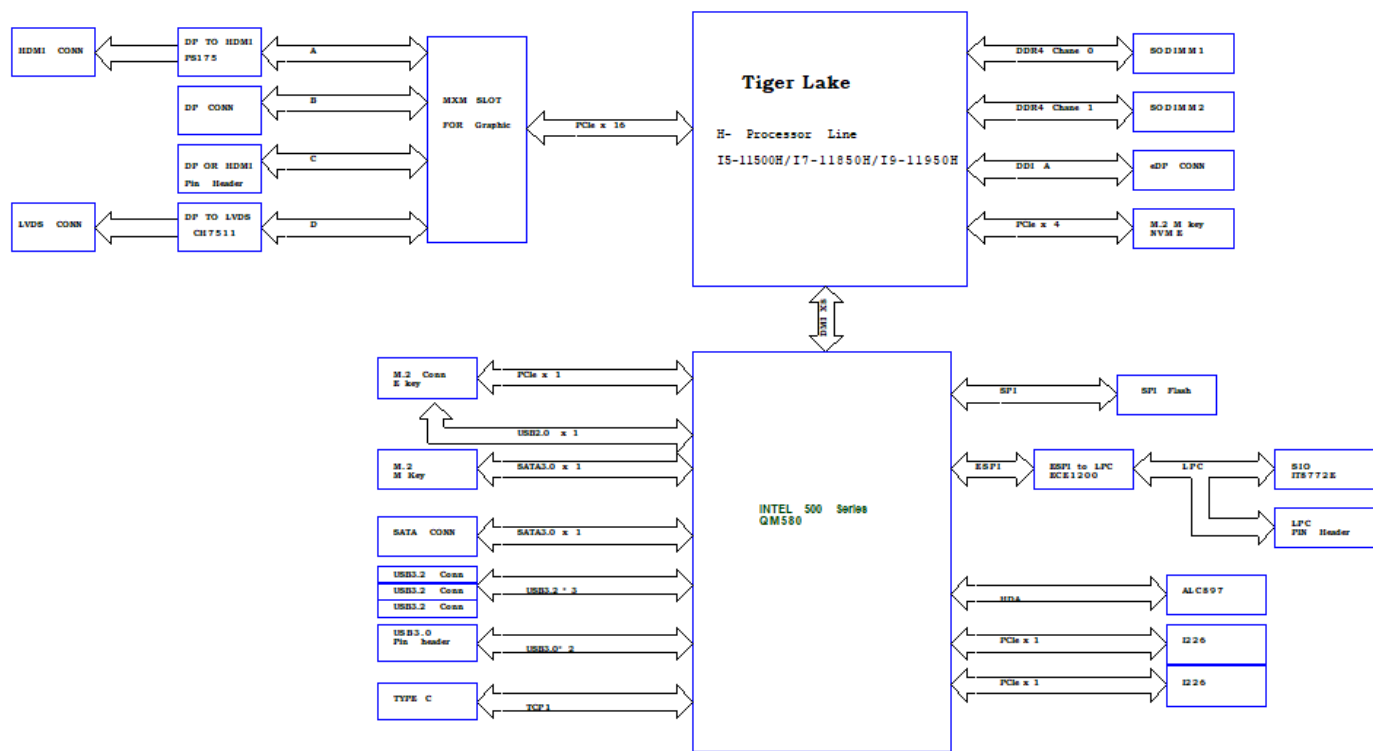 HDMI CONN
DP TO HDMI
PS175
A
DP CONN
B
DP OR HDMI
Pin Header
C
LVDS CONN
DP TO LVDS
CH7511
D
MXM SLOT
FOR Graphic
PCIe x 16
Tiger Lake
H- Processor Line
I5-11500H/I7-11850H/I9-11950H
DDR4 Chane 0
SODIMM1
DDR4 Chane 1
SODIMM2
DDI A
eDP CONN
PCIe x 4
M.2 M key
NVME
DMI X8
M.2 Conn
E key
PCIe x 1
USB2.0 x 1
M.2
M Key
SATA3.0 x 1
SATA CONN
SATA3.0 x 1
USB3.2 Conn
USB3.2 Conn
USB3.2 Conn
USB3.2 * 3
USB3.0
Pin header
USB3.0* 2
TYPE C
TCP1
INTEL 500 Series
QM580
SPI
SPI Flash
ESPI
ESPI to LPC
ECE1200
LPC
SIO
IT8772E
LPC
PIN Header
HDA
ALC897
PCIe x 1
I226
PCIe x 1
I226